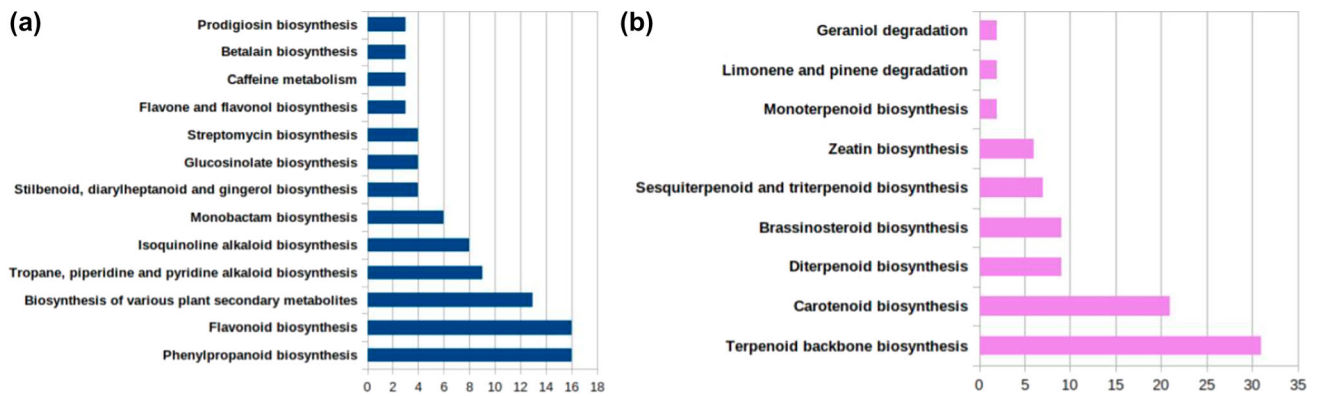 (a)
Prodigiosin biosynthesis
Betalain biosynthesis
Caffeine metabolism
Flavone and flavonol biosynthesis
Streptomycin biosynthesis
Glucosinolate biosynthesis
Stilbenoid, diarylheptanoid and gingerol biosynthesis
Monobactam biosynthesis
Isoquinoline alkaloid biosynthesis
Tropane, piperidine and pyridine alkaloid biosynthesis
Biosynthesis of various plant secondary metabolites
Flavonoid biosynthesis
Phenylpropanoid biosynthesis
0 2 4 6 8 10 12 14 16 18
(b)
Geraniol degradation
Limonene and pinene degradation
Monoterpenoid biosynthesis
Zeatin biosynthesis
Sesquiterpenoid and triterpenoid biosynthesis
Brassinosteroid biosynthesis
Diterpenoid biosynthesis
Carotenoid biosynthesis
Terpenoid backbone biosynthesis
0 5 10 15 20 25 30 35